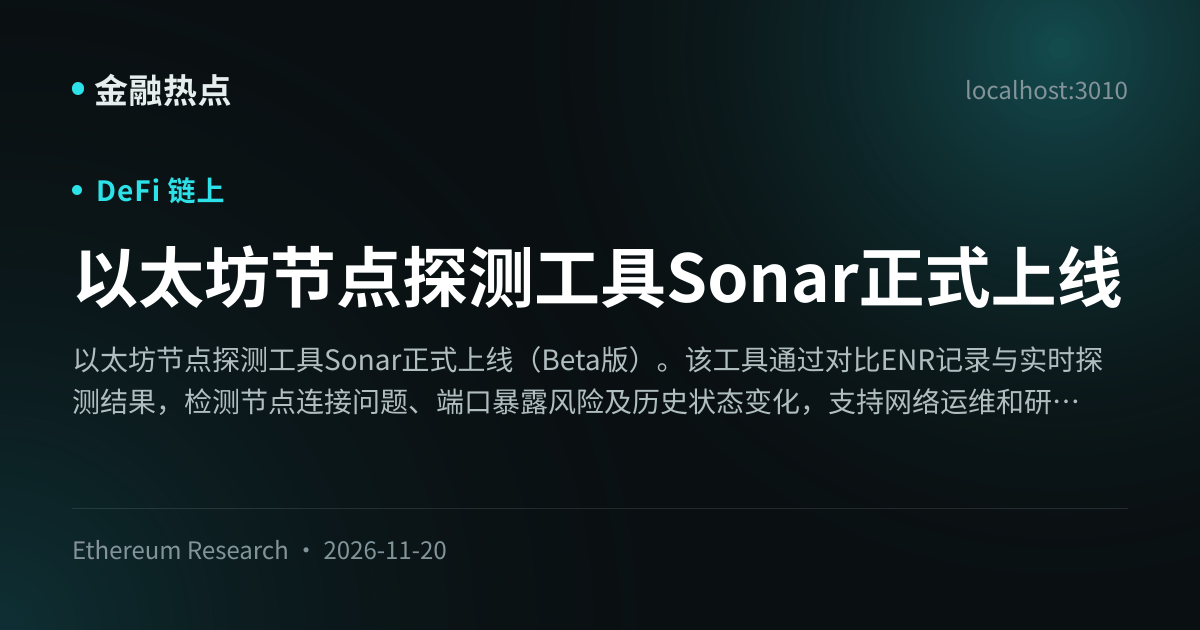 金融热点
localhost:3010
DeFi 链上
以太坊节点探测工具Sonar正式上线
以太坊节点探测工具Sonar正式上线（Beta版）。该工具通过对比ENR记录与实时探
测结果，检测节点连接问题、端口暴露风险及历史状态变化，支持网络运维和研…
Ethereum Research • 2026-11-20